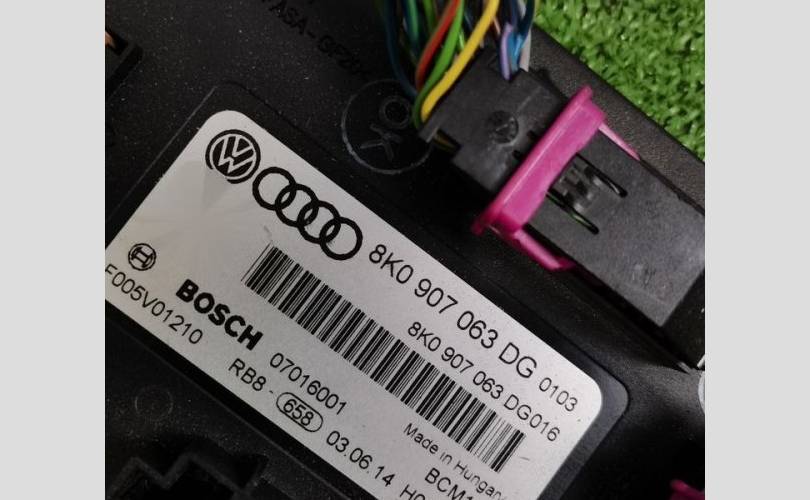 OK
8K0 907 063 DG 0103
8K0 907 063 DG016
BOSCH
F005V01210
07016001
RB8 - 658 03.06.14
Made in Hungary